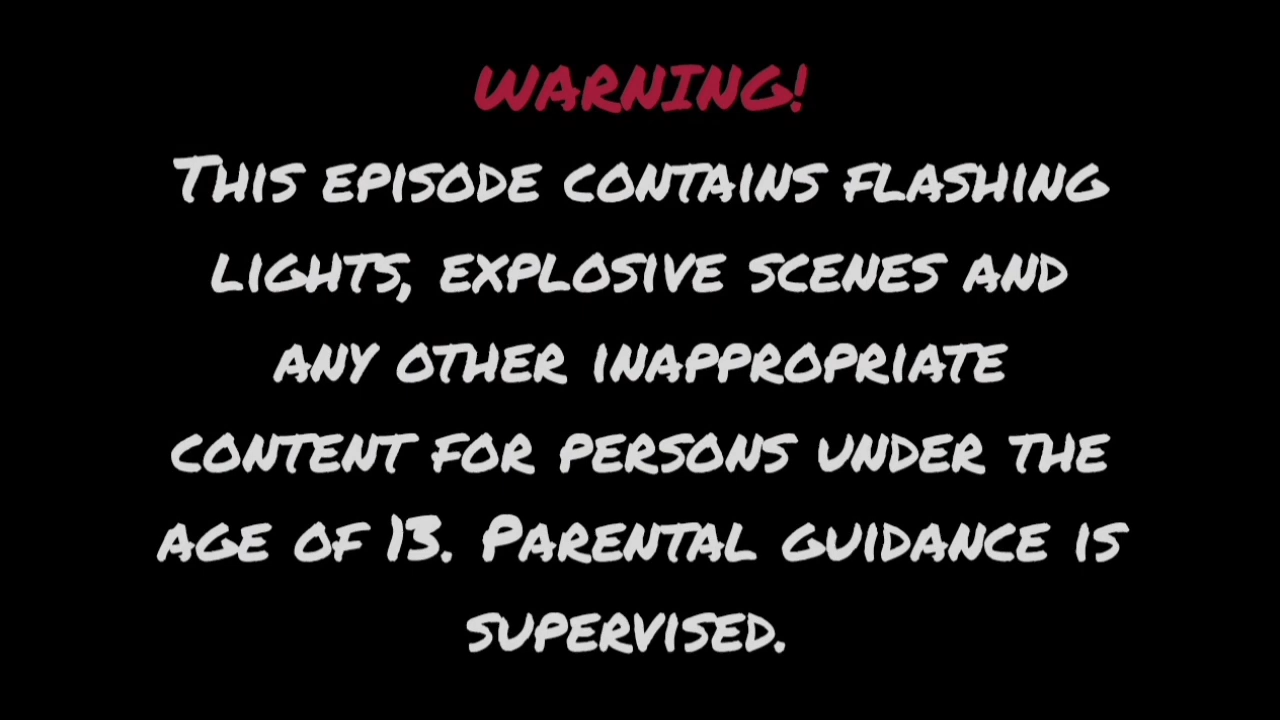 WARNING!
THIS EPISODE CONTAINS FLASHING
LIGHTS, EXPLOSIVE SCENES AND
ANY OTHER INAPPROPRIATE
CONTENT FOR PERSONS UNDER THE
AGE OF 13. PARENTAL GUIDANCE IS
SUPERVISED.